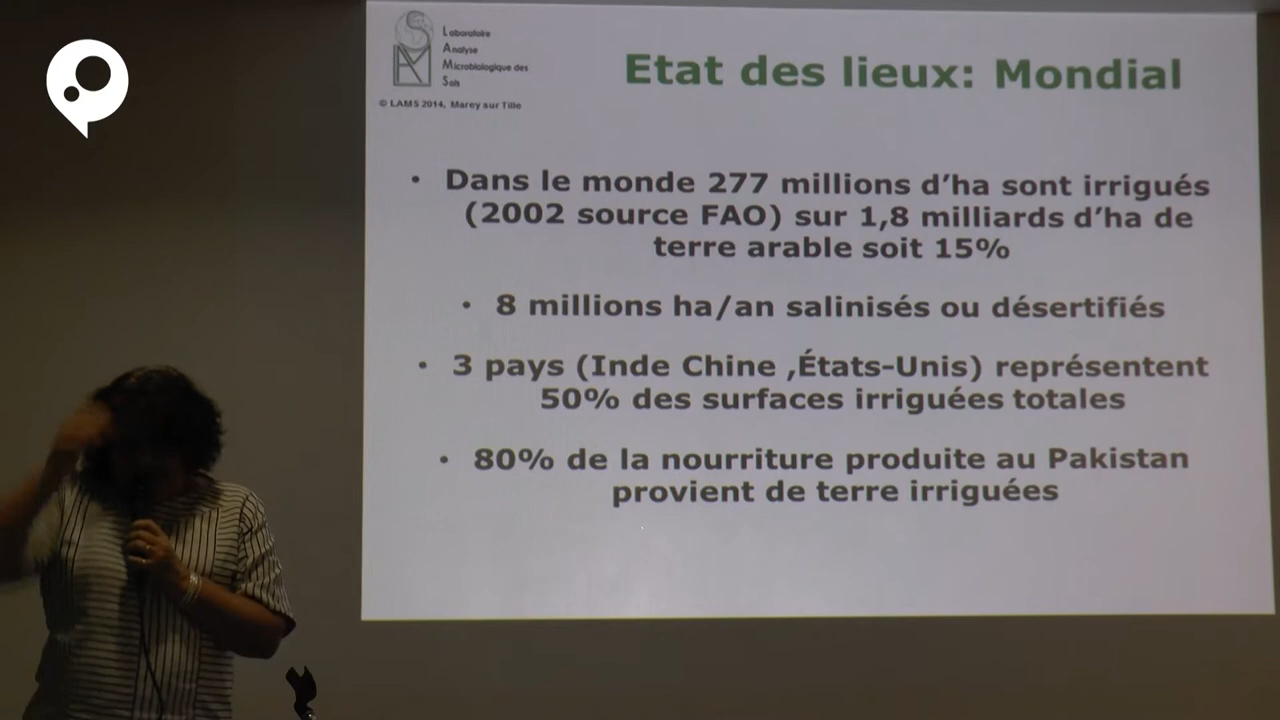 Laboratoire
Analyse
Microbiologique des
Sols
© LAMS 2014, Marey sur Tille
Etat des lieux: Mondial
• Dans le monde 277 millions d’ha sont irrigués
(2002 source FAO) sur 1,8 milliards d’ha de
terre arable soit 15%
• 8 millions ha/an salinisés ou désertifiés
• 3 pays (Inde Chine ,États-Unis) représentent
50% des surfaces irriguées totales
• 80% de la nourriture produite au Pakistan
provient de terre irriguées